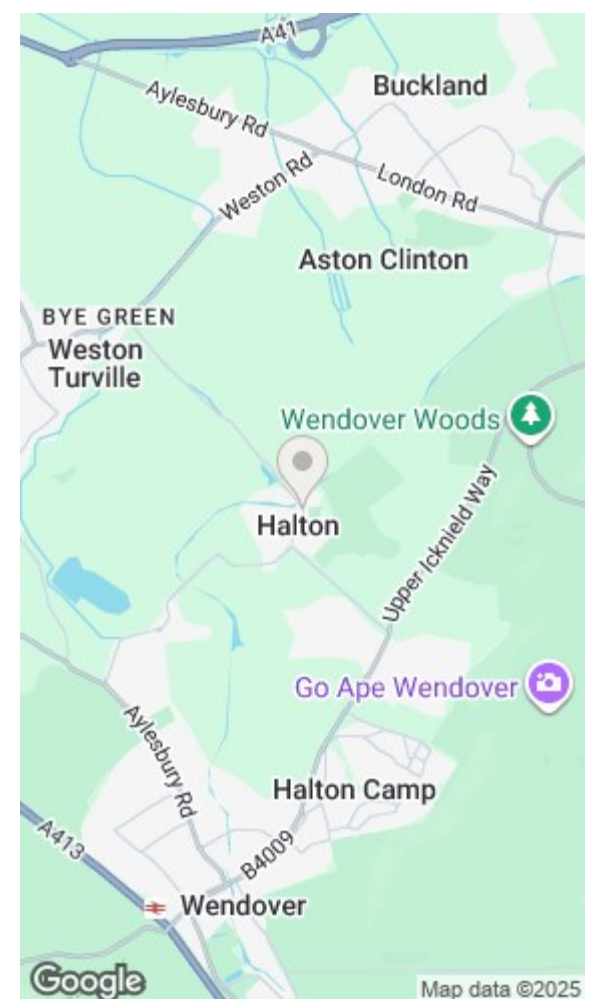 A41
Buckland
Aylesbury Rd
Weston Rd
London Rd
Aston Clinton
BYE GREEN
Weston
Turville
Wendover Woods
Halton
Upper Icknield Way
Go Ape Wendover
Aylesbury Rd
Halton Camp
A413
B4009
Wendover
Google
Map data ©2025